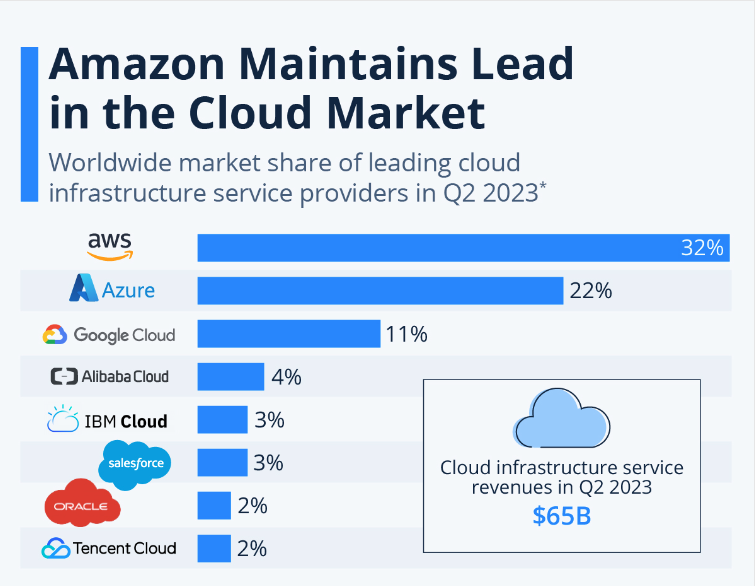 Amazon Maintains Lead
in the Cloud Market
Worldwide market share of leading cloud
infrastructure service providers in Q2 2023*
aws
32%
Azure
22%
Google Cloud
11%
Alibaba Cloud
4%
IBM Cloud
3%
salesforce
3%
ORACLE
2%
Tencent Cloud
2%
Cloud infrastructure service
revenues in Q2 2023
$65B